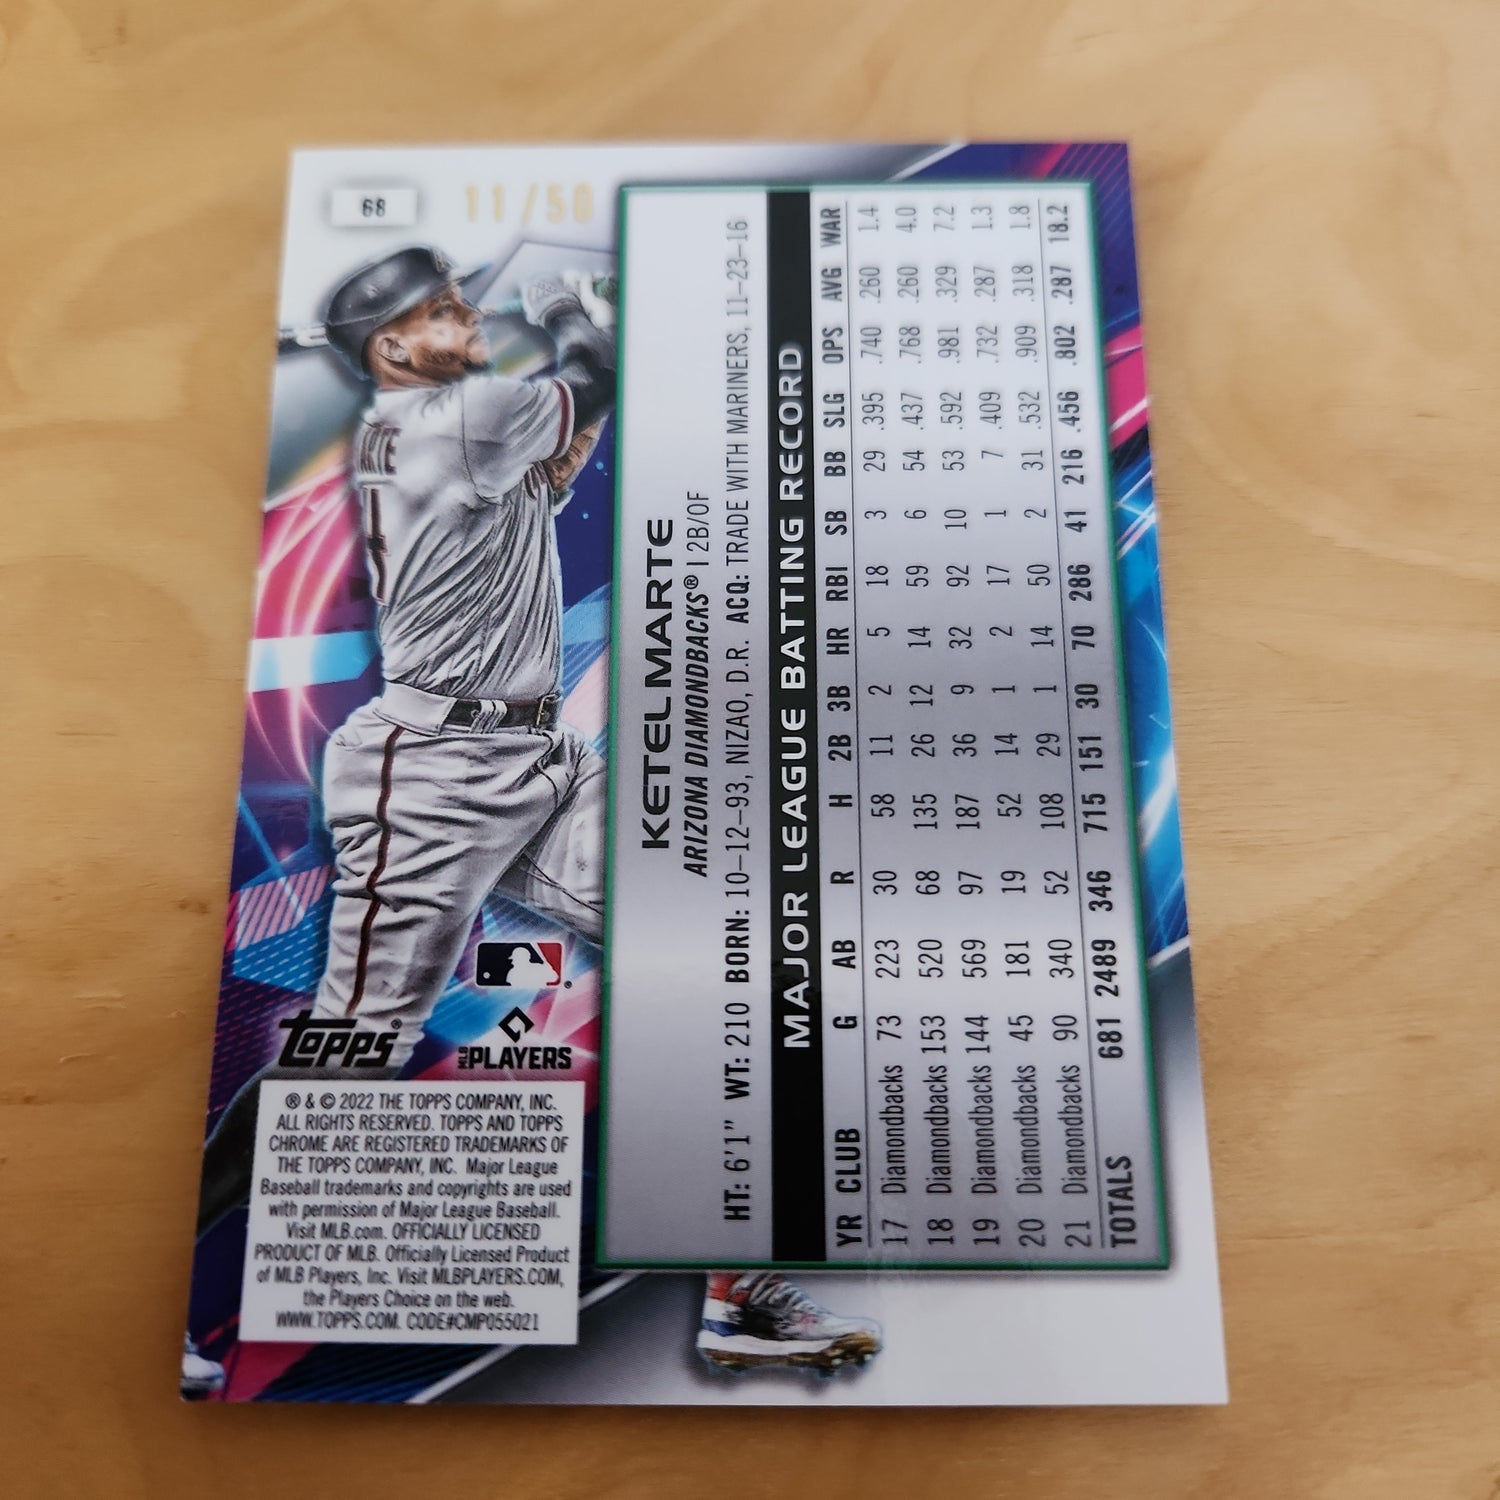 68
11/50
ARTE
4
KETEL MARTE
ARIZONA DIAMONDBACKS® | 2B/OF
HT: 6'1" WT: 210 BORN: 10-12-93, NIZAO, D.R. ACQ: TRADE WITH MARINERS, 11-23-16
MAJOR LEAGUE BATTING RECORD
YR CLUB G AB R H 2B 3B HR RBI SB BB SLG OPS AVG WAR
17 Diamondbacks 73 223 30 58 11 2 5 18 3 29 .395 .740 .260 1.4
18 Diamondbacks 153 520 68 135 26 12 14 59 6 54 .437 .768 .260 4.0
19 Diamondbacks 144 569 97 187 36 9 32 92 10 53 .592 .981 .329 7.2
20 Diamondbacks 45 181 19 52 14 1 2 17 1 7 .409 .732 .287 1.3
21 Diamondbacks 90 340 52 108 29 1 14 50 2 31 .532 .909 .318 1.8
TOTALS 681 2489 346 715 151 30 70 286 41 216 .456 .802 .287 18.2
topps®
MLB PLAYERS
® & © 2022 THE TOPPS COMPANY, INC.
ALL RIGHTS RESERVED. TOPPS AND TOPPS
CHROME ARE REGISTERED TRADEMARKS OF
THE TOPPS COMPANY, INC. Major League
Baseball trademarks and copyrights are used
with permission of Major League Baseball.
Visit MLB.com. OFFICIALLY LICENSED
PRODUCT OF MLB. Officially Licensed Product
of MLB Players, Inc. Visit MLBPLAYERS.COM,
the Players Choice on the web.
WWW.TOPPS.COM. CODE#CMP055021